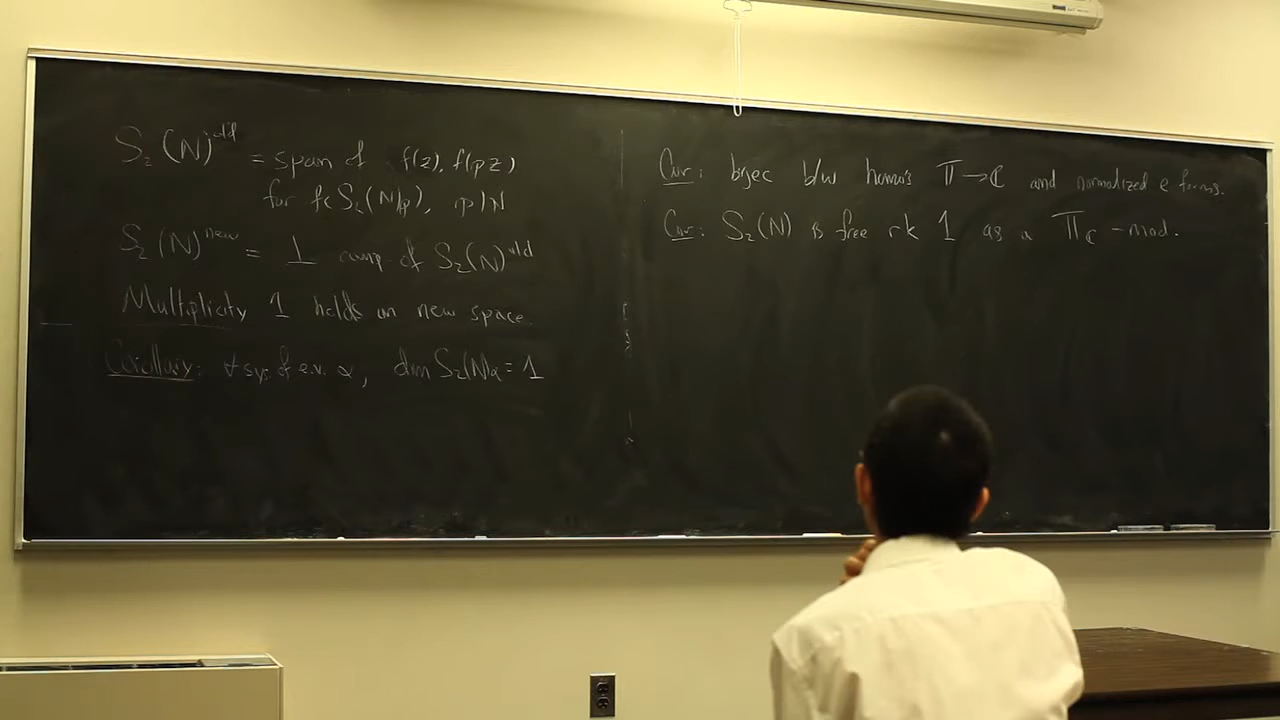 S₂(N)^old = span of f(z), f(pz)
for f∈S₂(N/p), p|N
S₂(N)^new = ⊥ comp of S₂(N)^old
Multiplicity 1 holds on new space.
Corollary: ∀ sys of e.v. α, dim S₂(N)α = 1
Cor: bijec b/w homs 𝕋→ℂ and normalized e forms.
Cor: S₂(N) is free rk 1 as a 𝕋_ℂ-mod.